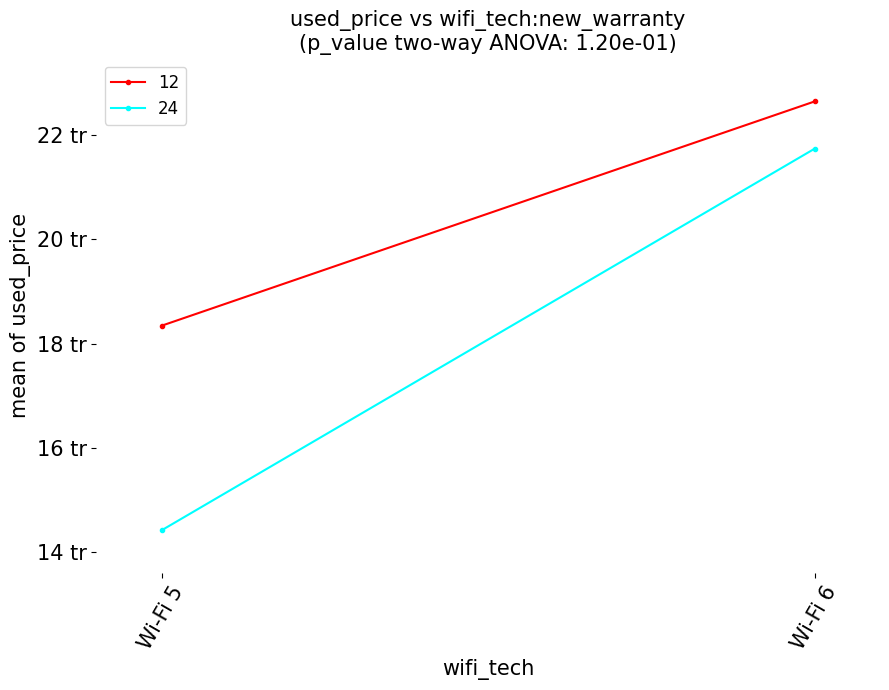 used_price vs wifi_tech:new_warranty
(p_value two-way ANOVA: 1.20e-01)
12
24
22 tr
20 tr
18 tr
16 tr
14 tr
mean of used_price
Wi-Fi 5
Wi-Fi 6
wifi_tech